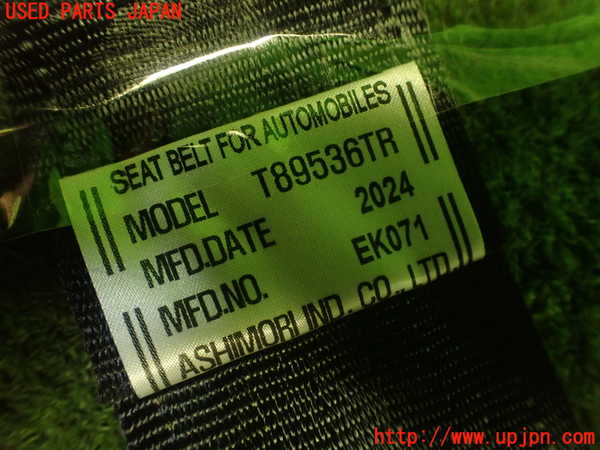 USED PARTS JAPAN
SEAT BELT FOR AUTOMOBILES
MODEL T89536TR
MFD.DATE 2024
MFD.NO. EK071
ASHIMORI IND. CO., LTD.
http://www.upjpn.com/